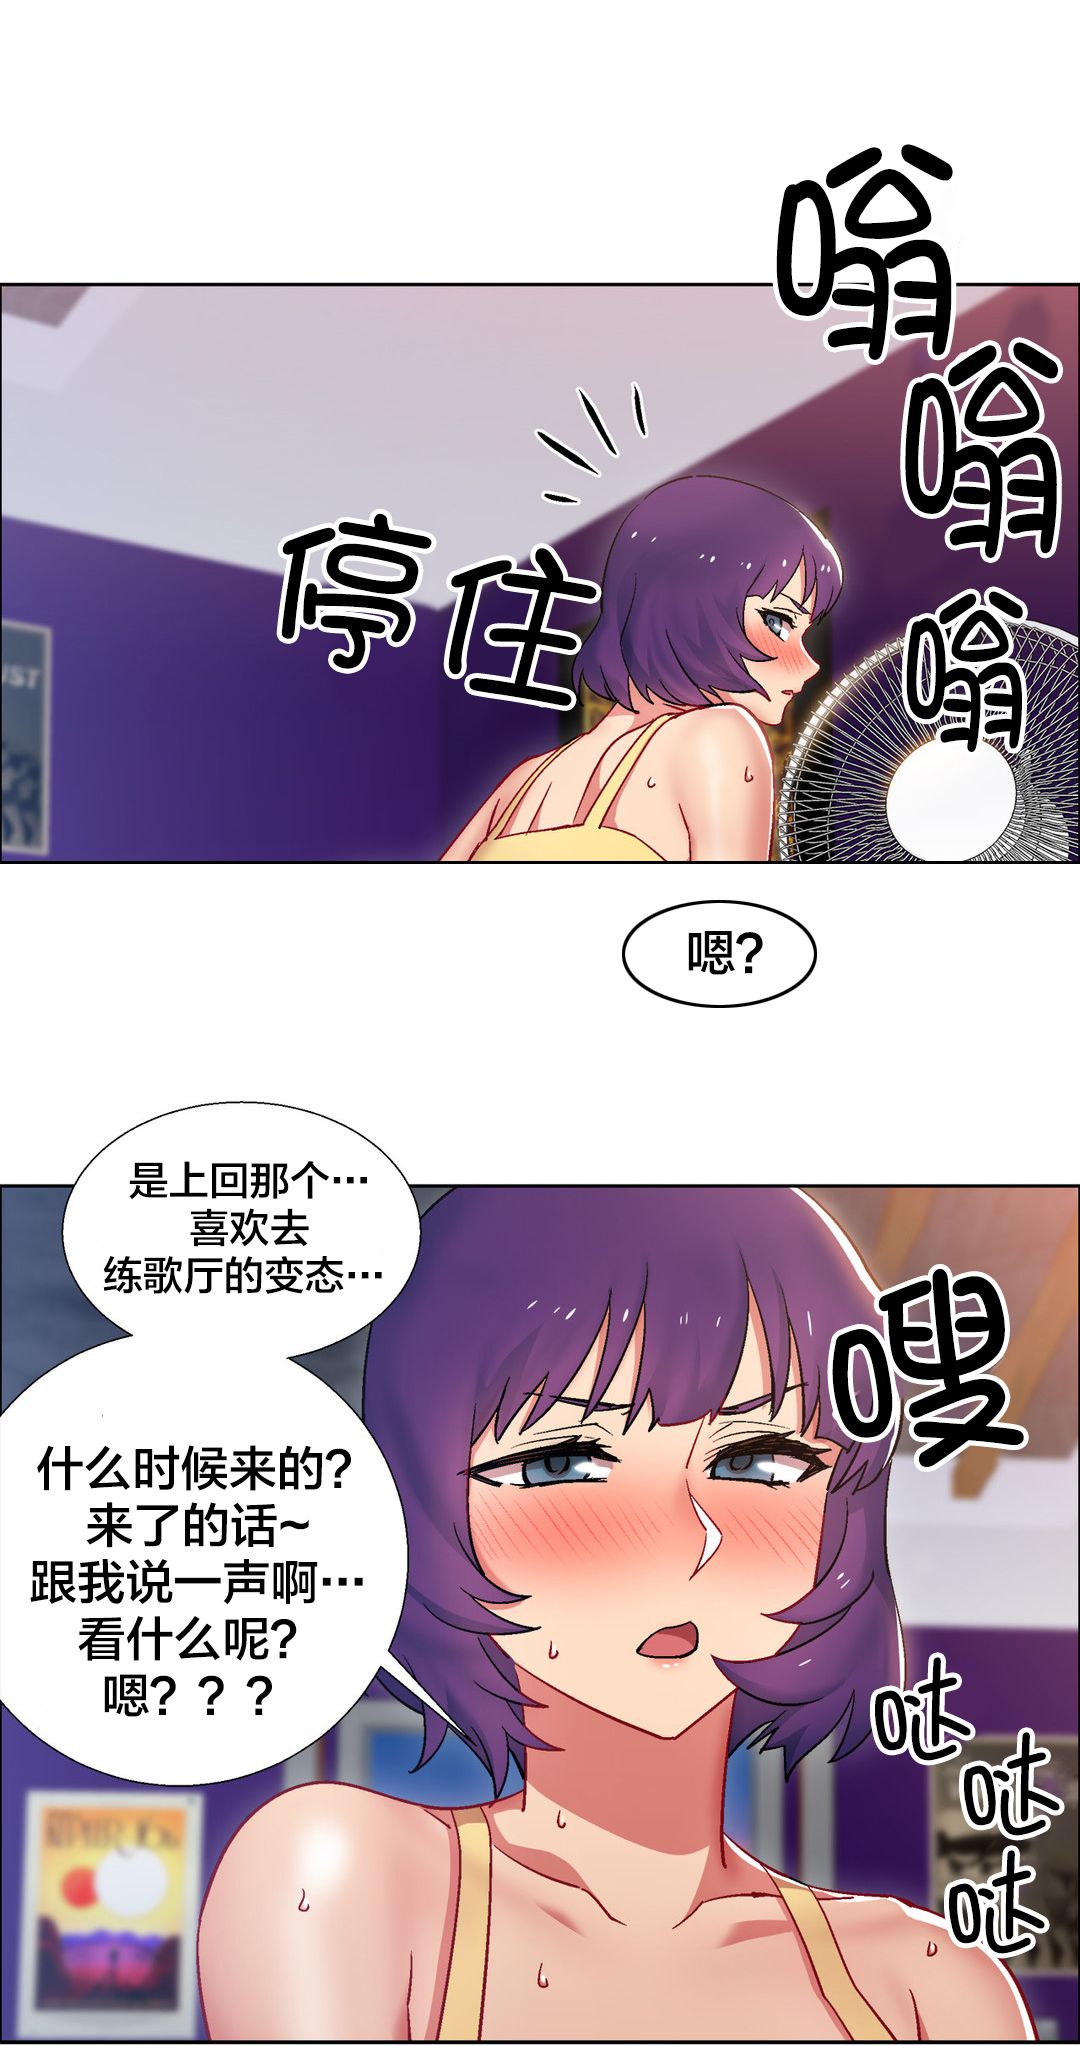 嗡
嗡
嗡
停住
UST
嗯?
是上回那个…
喜欢去
练歌厅的变态…
什么时候来的?
来了的话~
跟我说一声啊…
看什么呢?
嗯???
嗖
哒
哒
哒